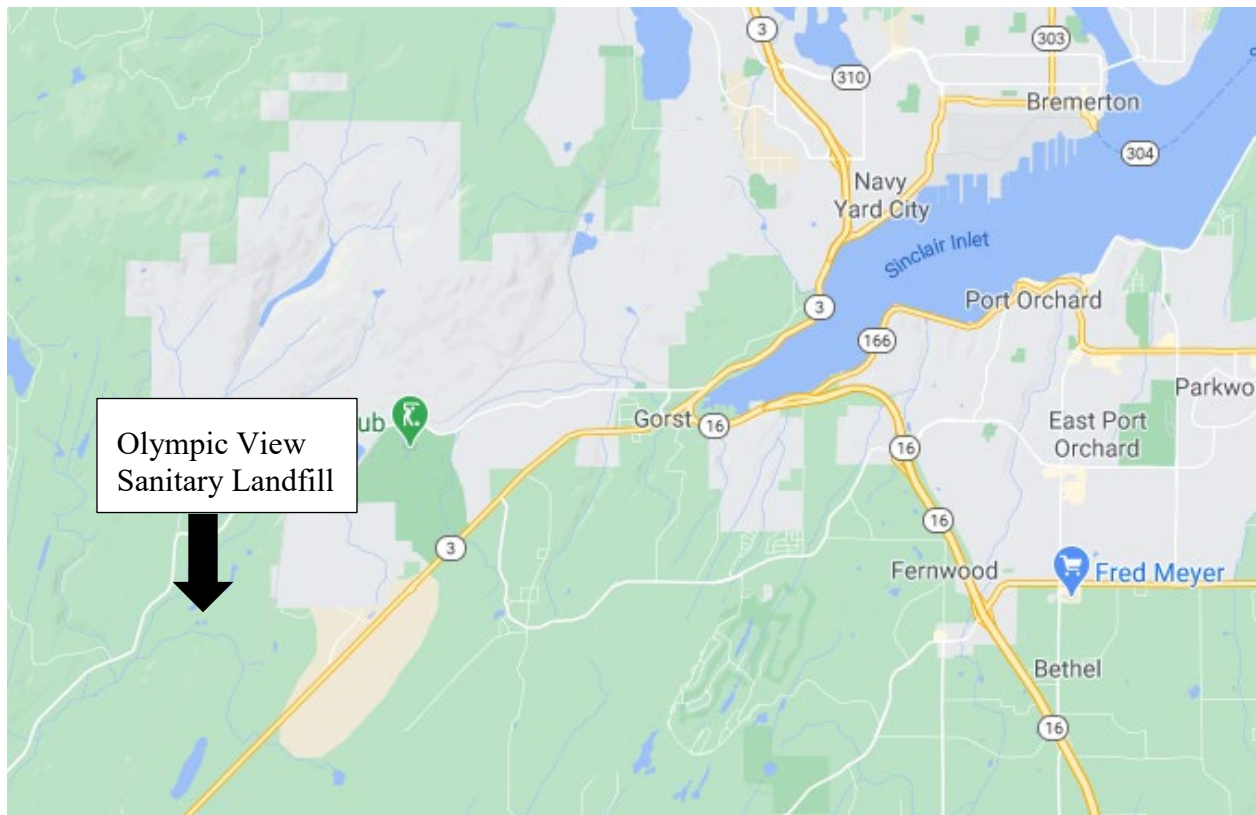 3
303
310
Bremerton
304
Navy
Yard City
Sinclair Inlet
3
Port Orchard
166
Parkwo
ub
Gorst
16
East Port
Orchard
Olympic View
Sanitary Landfill
16
16
3
Fernwood
Fred Meyer
Bethel
16